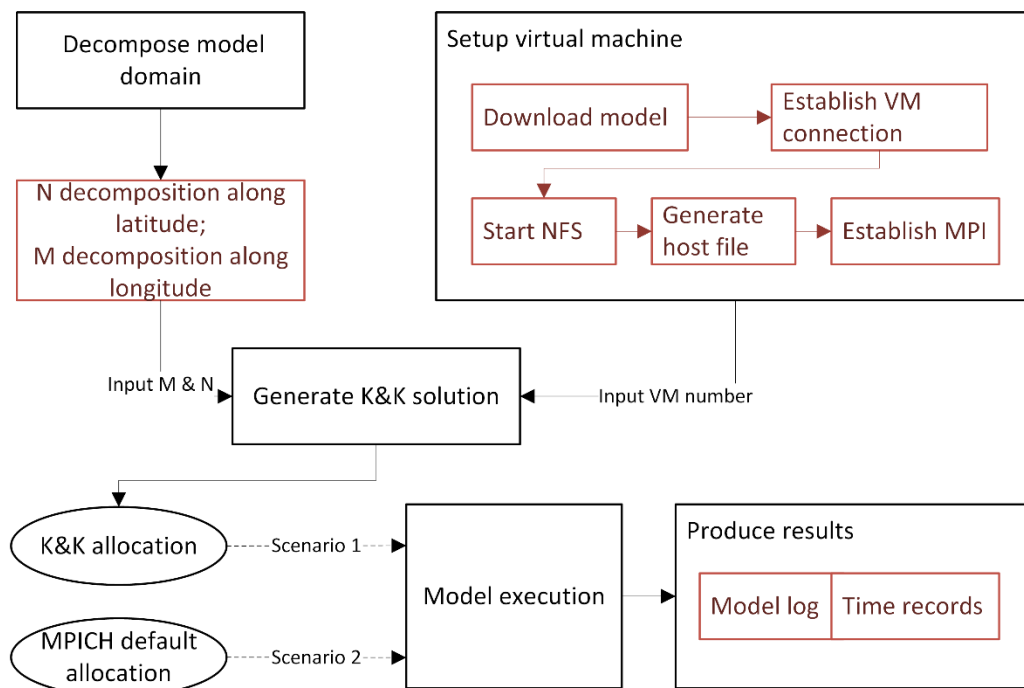 Decompose model
domain
N decomposition along
latitude;
M decomposition along
longitude
Setup virtual machine
Download model
Establish VM
connection
Start NFS
Generate
host file
Establish MPI
Input M & N
Generate K&K solution
Input VM number
K&K allocation
Scenario 1
MPICH default
allocation
Scenario 2
Model execution
Produce results
Model log
Time records